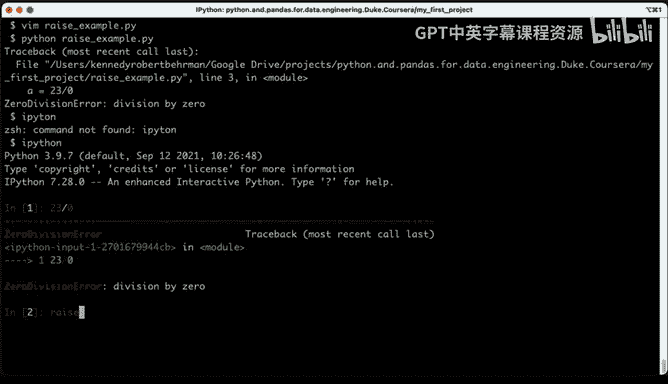 IPython: python.and.pandas.for.data.engineering.Duke.Coursera/my_first_project
⌥⌘1
GPT中英字幕课程资源 bilibili
$ vim raise_example.py
$ python raise_example.py
Traceback (most recent call last):
File "/Users/kennedyrobertbehrman/Google Drive/projects/python.and.pandas.for.data.engineering.Duke.Coursera/my
_first_project/raise_example.py", line 3, in <module>
a = 23/0
ZeroDivisionError: division by zero
$ ipyton
zsh: command not found: ipyton
$ ipython
Python 3.9.7 (default, Sep 12 2021, 10:26:48)
Type 'copyright', 'credits' or 'license' for more information
IPython 7.28.0 -- An enhanced Interactive Python. Type '?' for help.
In [1]: 23/0
ZeroDivisionError Traceback (most recent call last)
<ipython-input-1-2701679944cb> in <module>
----> 1 23/0
ZeroDivisionError: division by zero
In [2]: raise